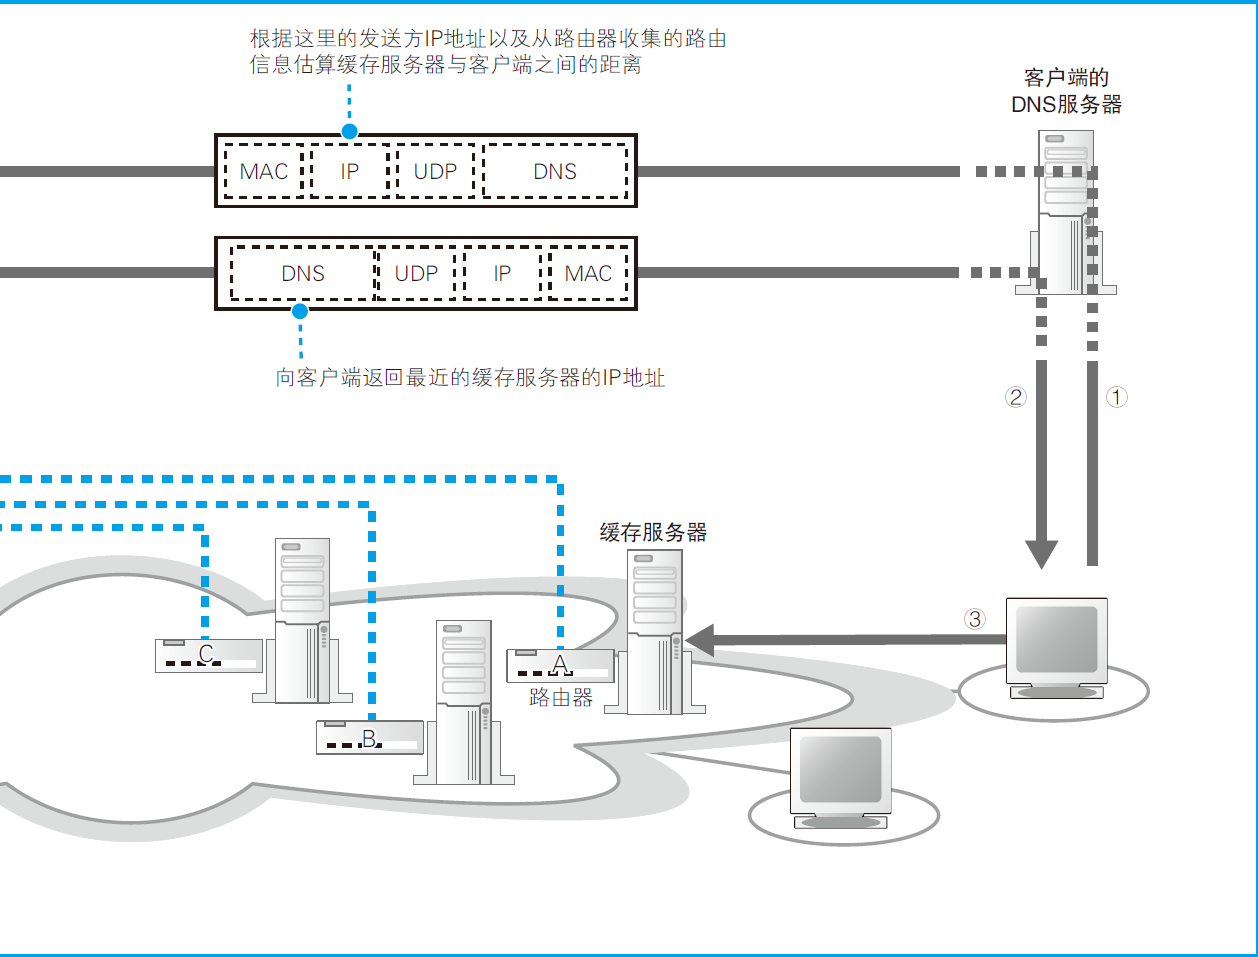 根据这里的发送方IP地址以及从路由器收集的路由
信息估算缓存服务器与客户端之间的距离
客户端的
DNS服务器
MAC IP UDP DNS
DNS UDP IP MAC
向客户端返回最近的缓存服务器的IP地址
② ①
缓存服务器
③
C
A
路由器
B